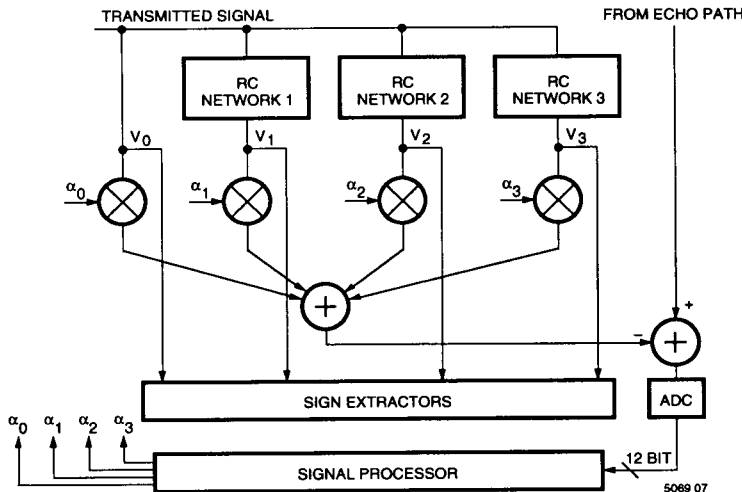 TRANSMITTED SIGNAL
FROM ECHO PATH
RC
NETWORK 1
RC
NETWORK 2
RC
NETWORK 3
V0
V1
V2
V3
α0
α1
α2
α3
+
+
−
+
SIGN EXTRACTORS
ADC
α0
α1
α2
α3
SIGNAL PROCESSOR
12 BIT
5069 07